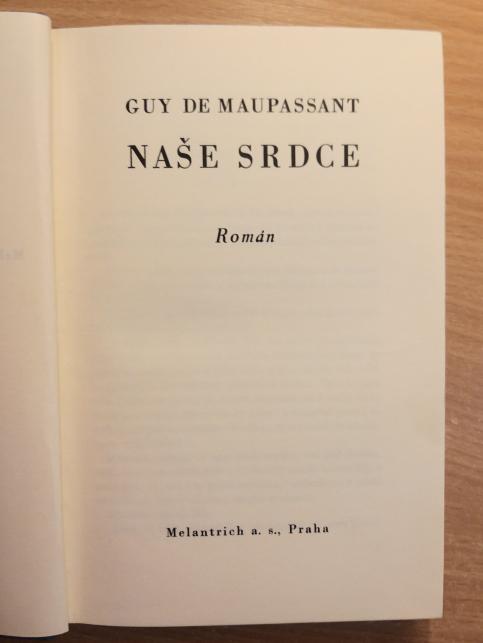 GUY DE MAUPASSANT
NAŠE SRDCE
Román
Melantrich a. s., Praha